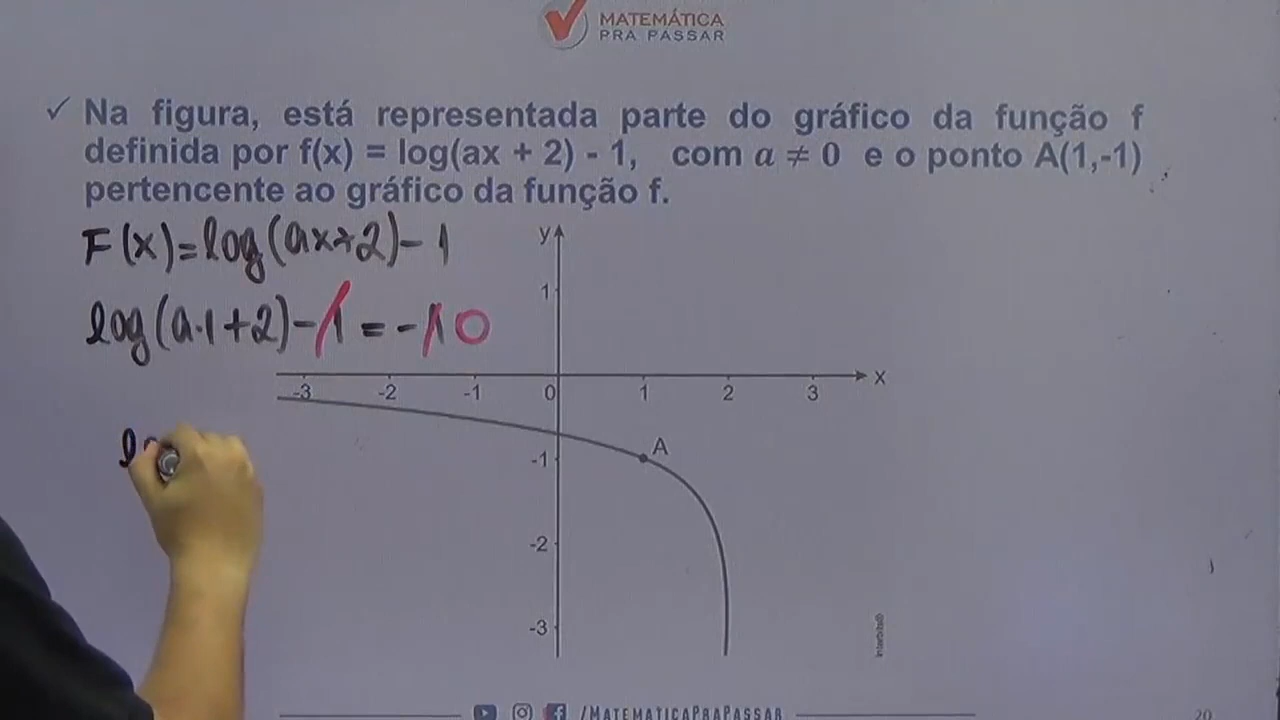 MATEMÁTICA
PRA PASSAR
✓ Na figura, está representada parte do gráfico da função f
definida por f(x) = log(ax + 2) - 1, com a ≠ 0 e o ponto A(1,-1)
pertencente ao gráfico da função f.
F(x)=log(ax+2)-1
log(a·1+2)-1=-1 0
y
1
-3 -2 -1 0 1 2 3 x
A
-1
-2
-3
/MATEMATICAPRAPASSAR
20